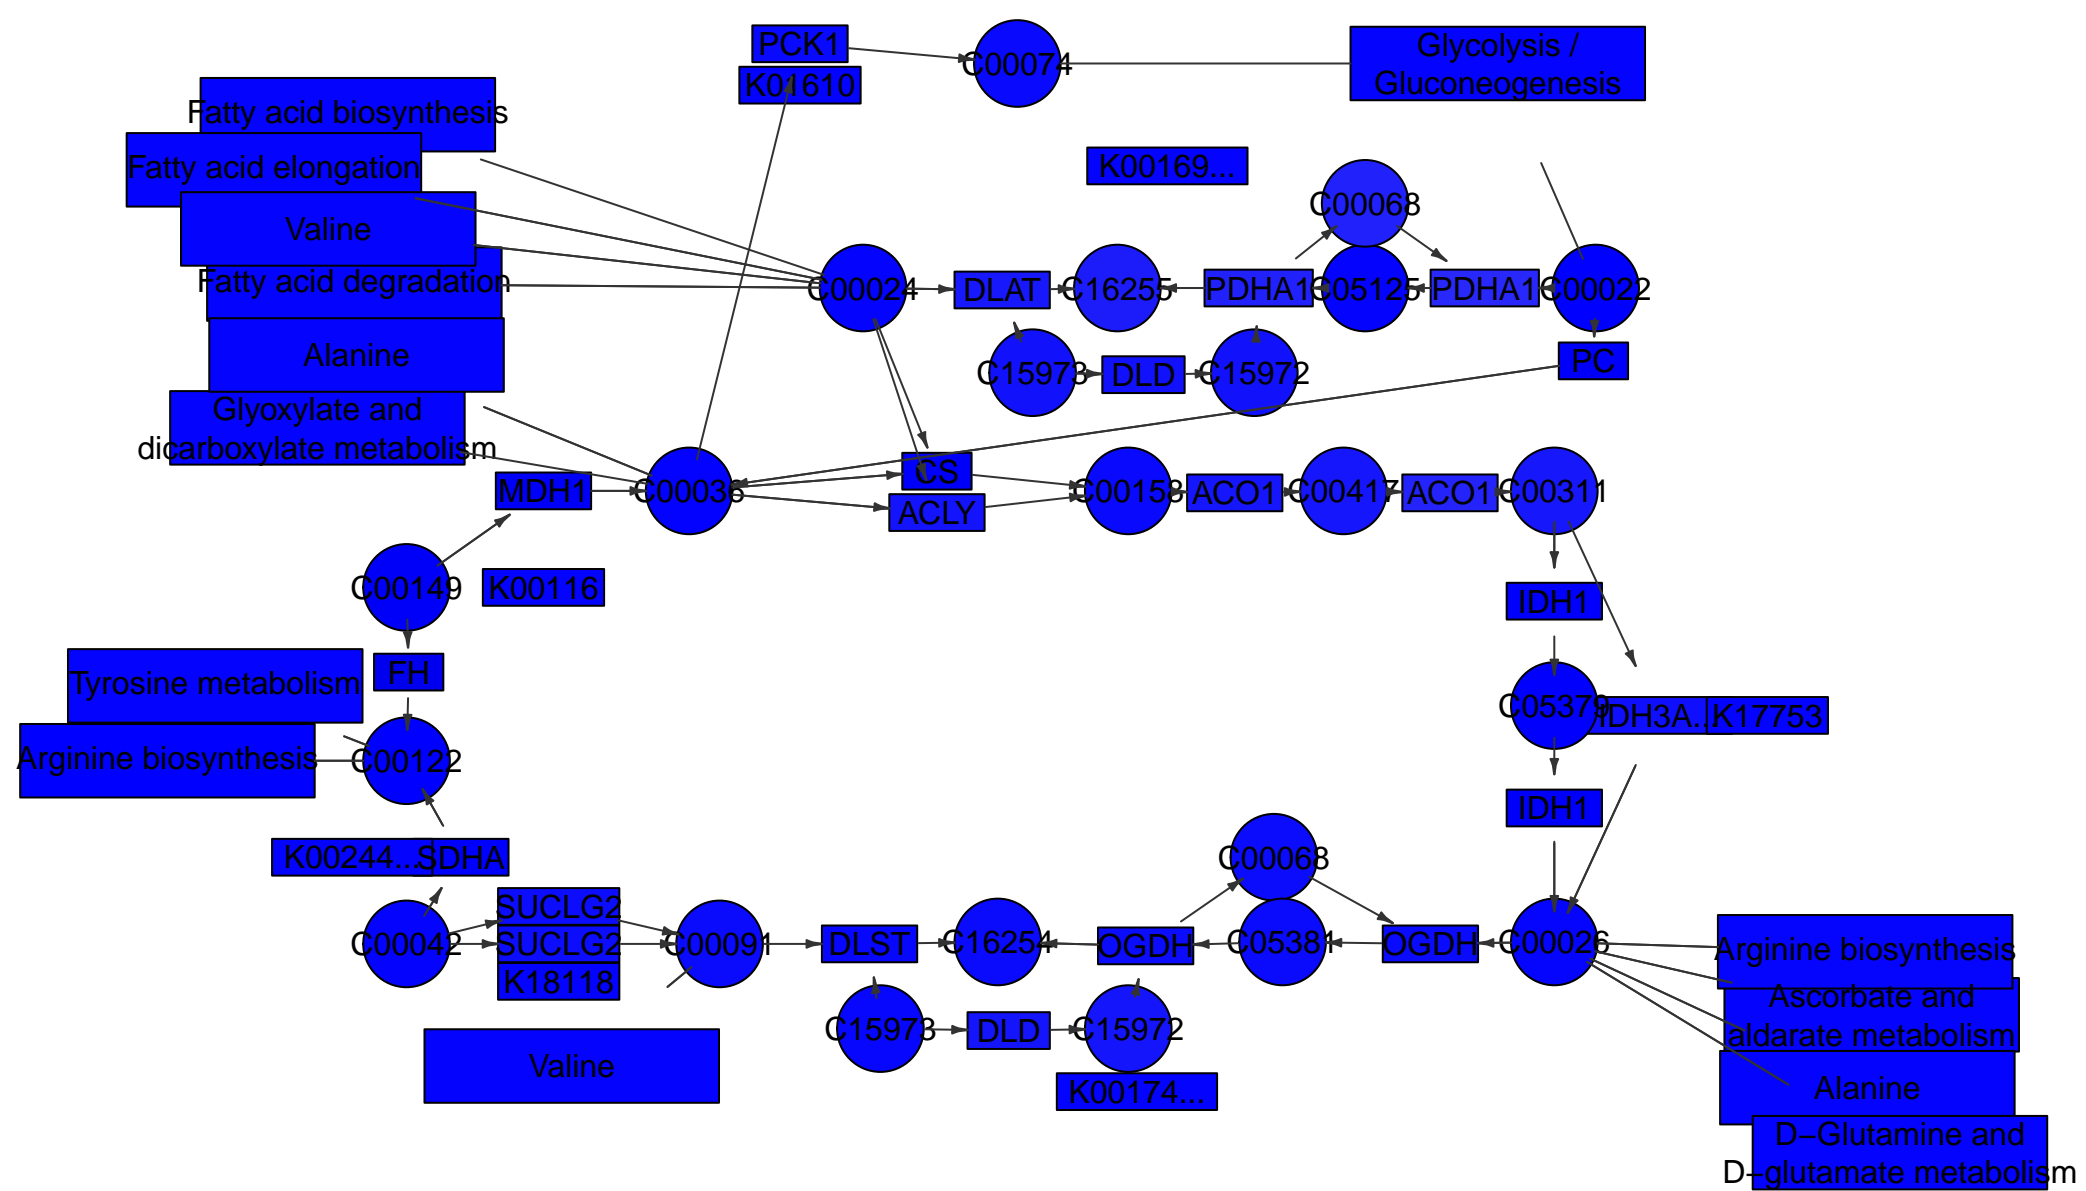 PCK1
C00074
Glycolysis /
Gluconeogenesis
K01610
Fatty acid biosynthesis
Fatty acid elongation
K00169...
C00068
Valine
Fatty acid degradation
C00024
DLAT
C16255
PDHA1
C05125
PDHA1
C00022
Alanine
C15973
DLD
C15972
PC
Glyoxylate and
dicarboxylate metabolism
MDH1
C00036
CS
ACLY
C00158
ACO1
C00417
ACO1
C00311
C00149
K00116
IDH1
Tyrosine metabolism
FH
C05379
IDH3A...
K17753
Arginine biosynthesis
C00122
IDH1
K00244...
SDHA
C00068
SUCLG2
C00042
SUCLG2
C00091
DLST
C16254
OGDH
C05381
OGDH
C00026
Arginine biosynthesis
K18118
Ascorbate and
aldarate metabolism
C15973
DLD
C15972
Valine
K00174...
Alanine
D−Glutamine and
D−glutamate metabolism